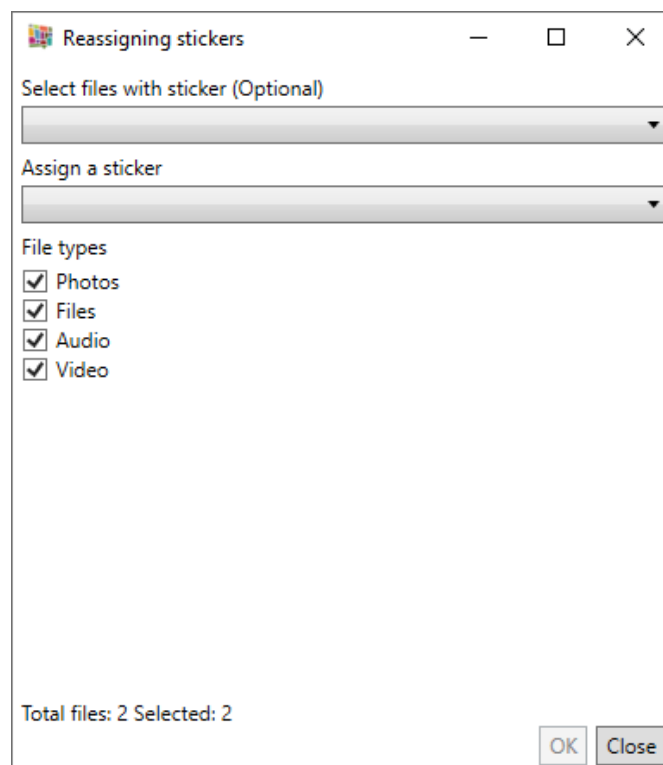 Reassigning stickers
Select files with sticker (Optional)
Assign a sticker
File types
Photos
Files
Audio
Video
Total files: 2 Selected: 2
OK Close